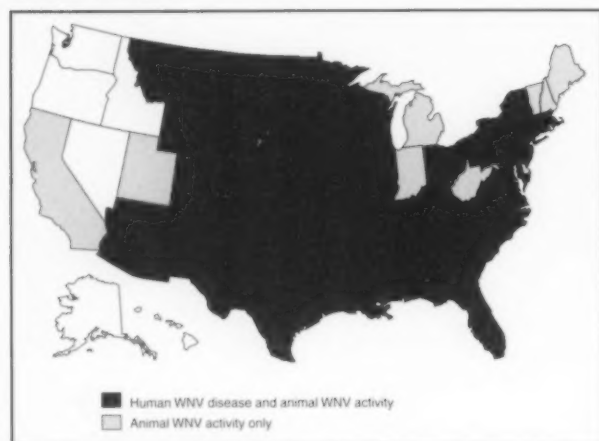 Human WNV disease and animal WNV activity
Animal WNV activity only